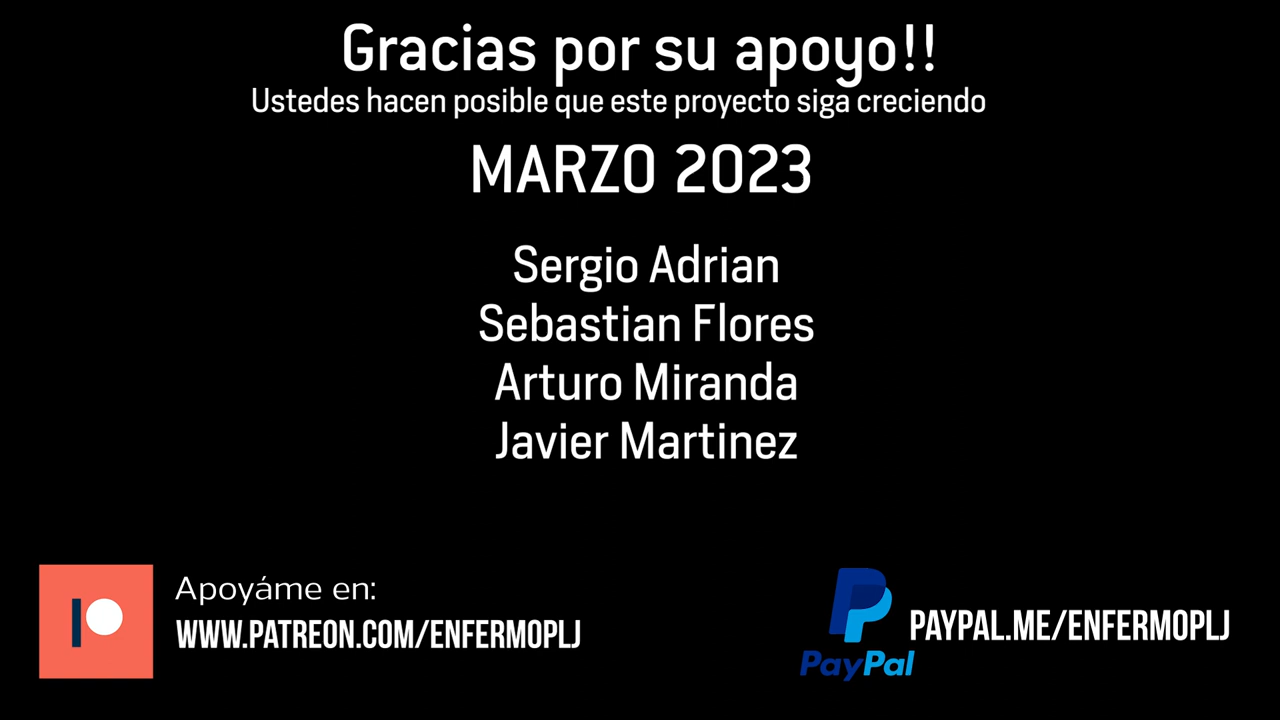 Gracias por su apoyo!!
Ustedes hacen posible que este proyecto siga creciendo
MARZO 2023
Sergio Adrian
Sebastian Flores
Arturo Miranda
Javier Martinez
Apoyáme en:
WWW.PATREON.COM/ENFERMOPLJ
PAYPAL.ME/ENFERMOPLJ
PayPal